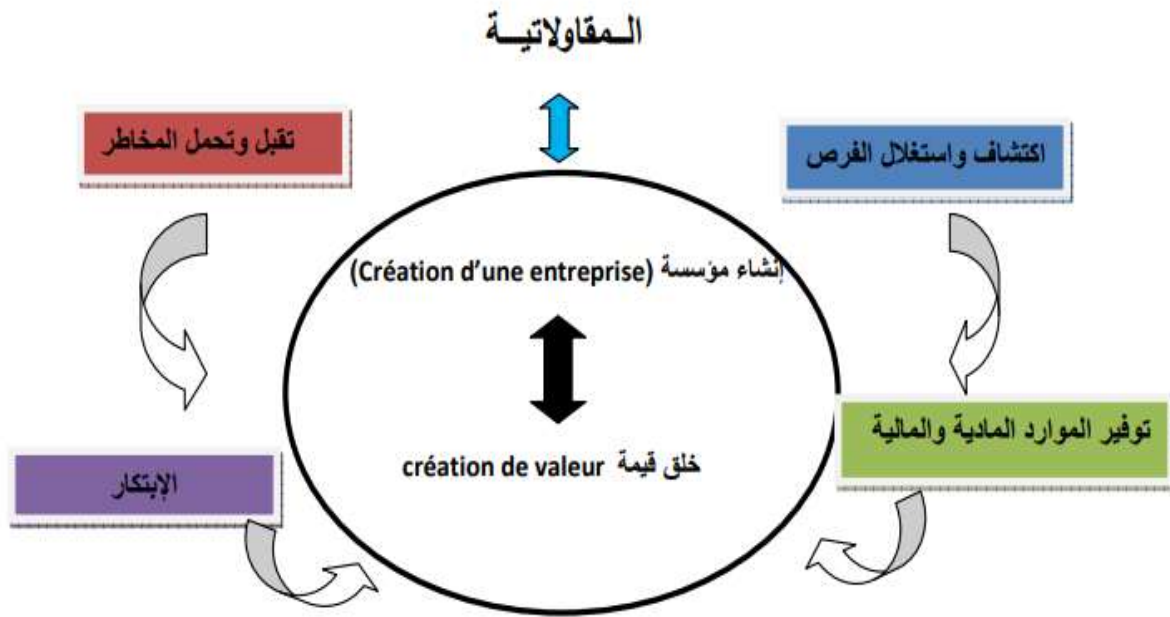 الـمقاولاتيـة
اكتشاف واستغلال الفرص
تقبل وتحمل المخاطر
إنشاء مؤسسة (Création d'une entreprise)
توفير الموارد المادية والمالية
خلق قيمة création de valeur
الإبتكار